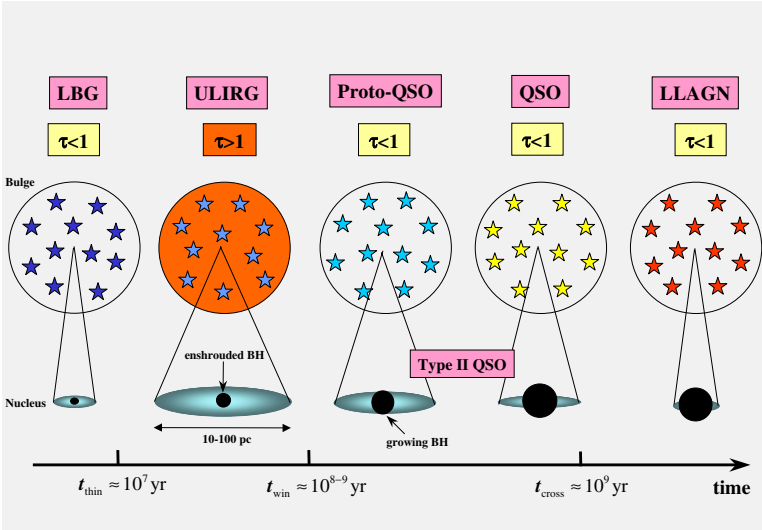 LBG ULIRG Proto-QSO QSO LLAGN
τ<1 τ>1 τ<1 τ<1 τ<1
Bulge
Type II QSO
enshrouded BH
Nucleus
10-100 pc
growing BH
t_thin ≈10^7 yr t_win ≈10^8–9 yr t_cross ≈10^9 yr time